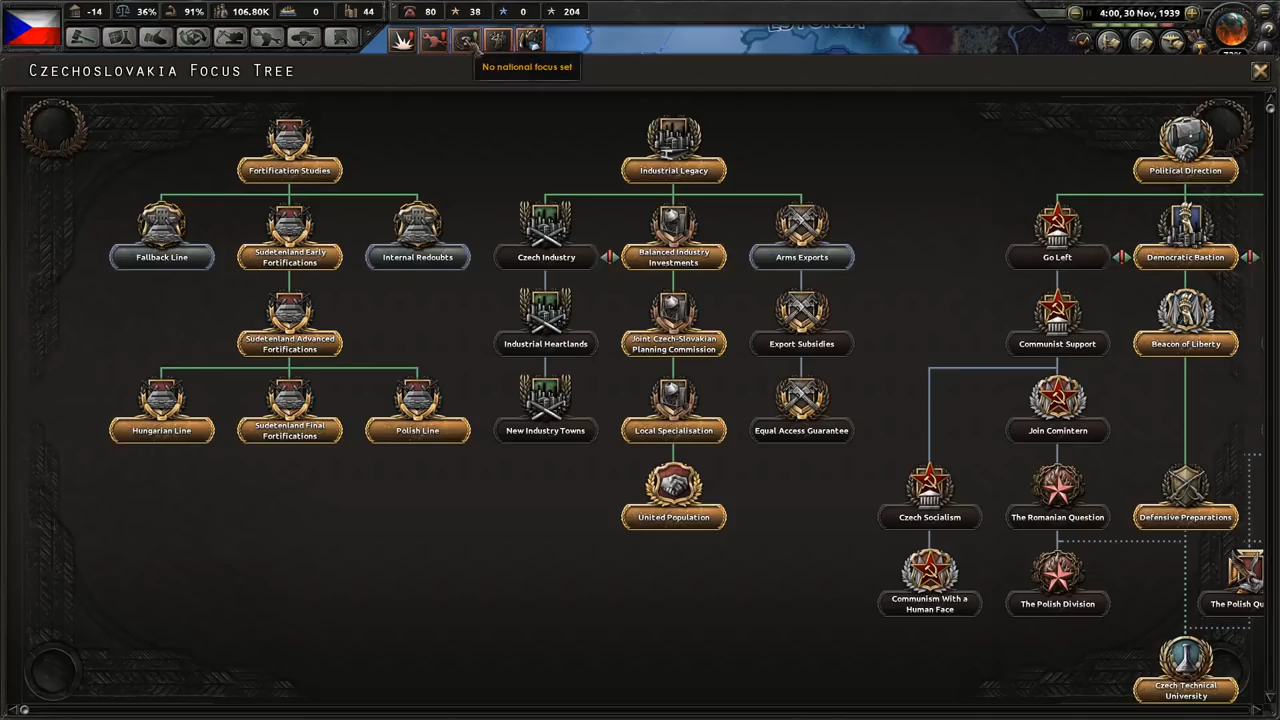 -14
36%
91%
106.80K
0
44
80
38
0
204
4:00, 30 Nov, 1939
No national focus set
Czechoslovakia Focus Tree
Fortification Studies
Industrial Legacy
Political Direction
Fallback Line
Sudetenland Early
Fortifications
Internal Redoubts
Czech Industry
Balanced Industry
Investments
Arms Exports
Go Left
Democratic Bastion
Sudetenland Advanced
Fortifications
Industrial Heartlands
Joint Czech-Slovakian
Planning Commission
Export Subsidies
Communist Support
Beacon of Liberty
Hungarian Line
Sudetenland Final
Fortifications
Polish Line
New Industry Towns
Local Specialisation
Equal Access Guarantee
Join Comintern
United Population
Czech Socialism
The Romanian Question
Defensive Preparations
Communism With a
Human Face
The Polish Division
The Polish Qu
Czech Technical
University